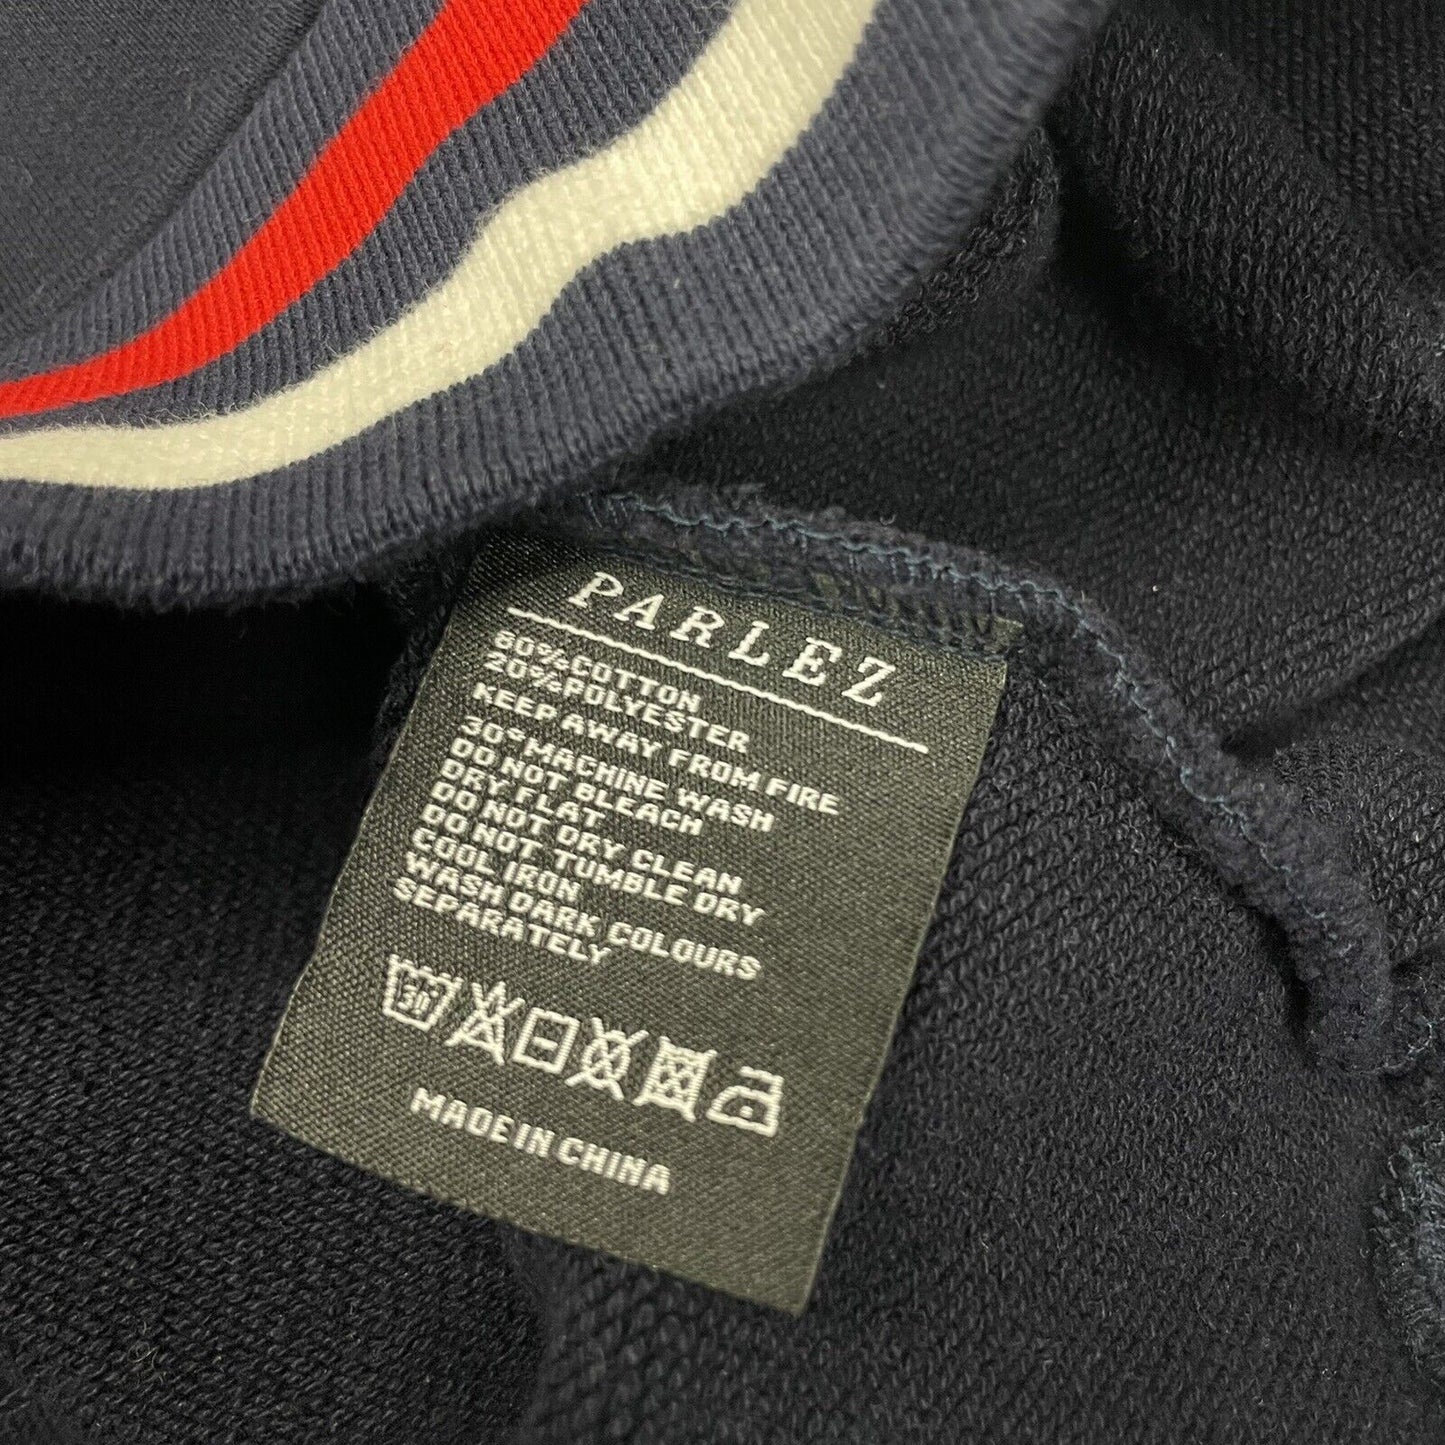 PARLEZ
80% COTTON
20% POLYESTER
KEEP AWAY FROM FIRE
30° MACHINE WASH
DO NOT BLEACH
DRY FLAT
DO NOT DRY CLEAN
DO NOT TUMBLE DRY
COOL IRON
WASH DARK COLOURS
SEPARATELY
30°
MADE IN CHINA